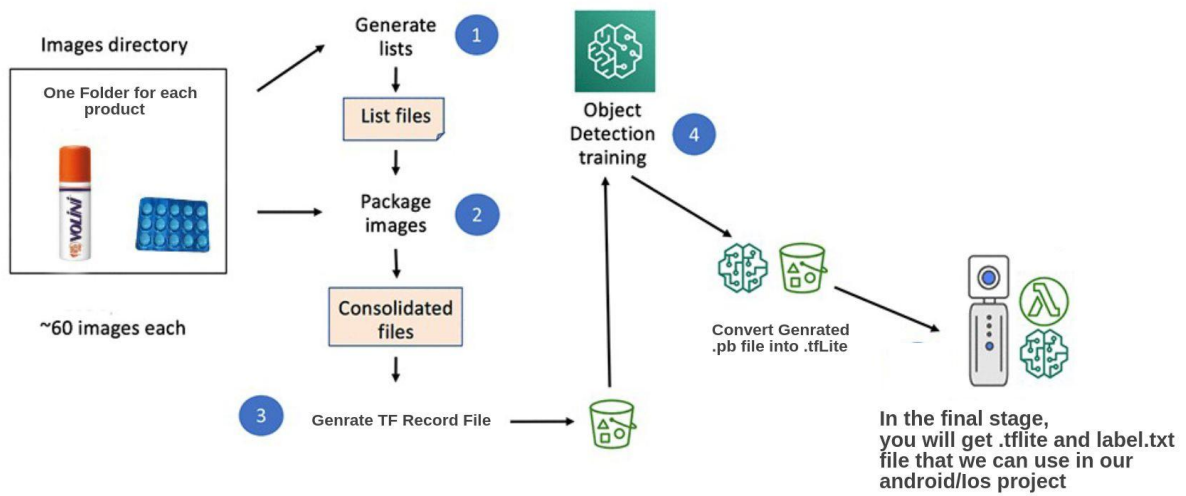 Images directory
One Folder for each
product
VOLINI
~60 images each
Generate
lists
1
List files
Package
images
2
Consolidated
files
3
Genrate TF Record File
Object
Detection
training
4
Convert Genrated
.pb file into .tfLite
In the final stage,
you will get .tflite and label.txt
file that we can use in our
android/Ios project